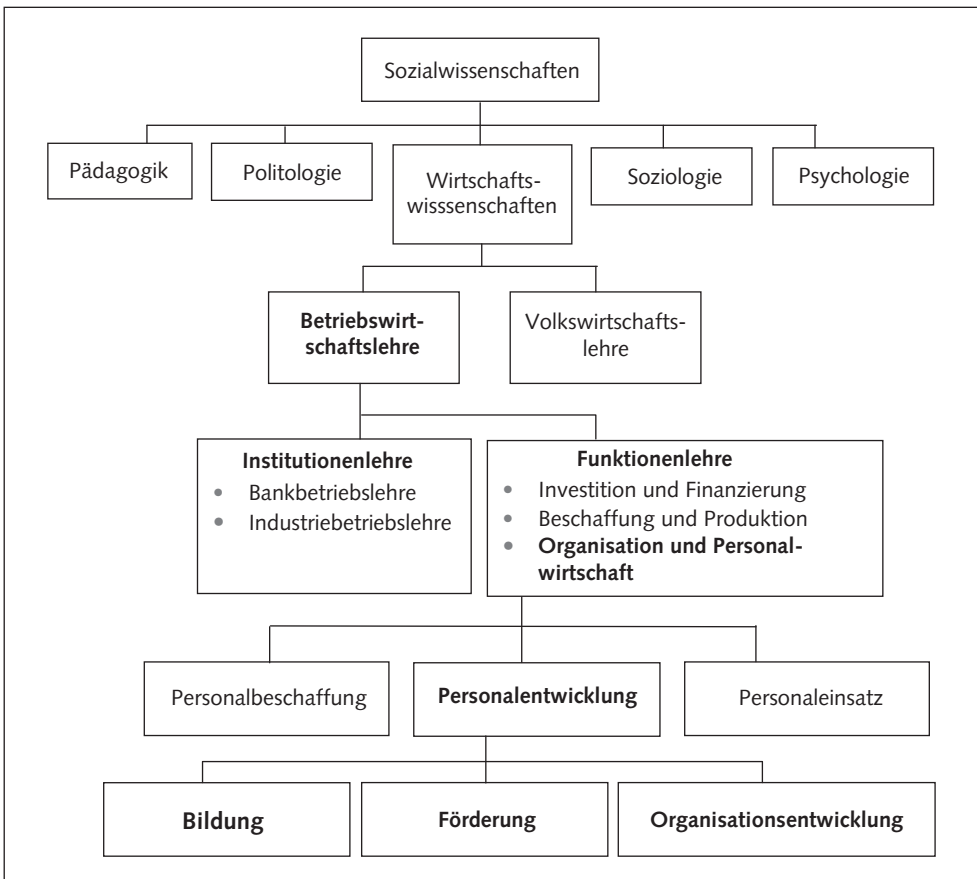 Sozialwissenschaften
Pädagogik
Politologie
Wirtschafts-
wisssenschaften
Soziologie
Psychologie
Betriebswirt-
schaftslehre
Volkswirtschafts-
lehre
Institutionenlehre
• Bankbetriebslehre
• Industriebetriebslehre
Funktionenlehre
• Investition und Finanzierung
• Beschaffung und Produktion
• Organisation und Personal-
wirtschaft
Personalbeschaffung
Personalentwicklung
Personaleinsatz
Bildung
Förderung
Organisationsentwicklung